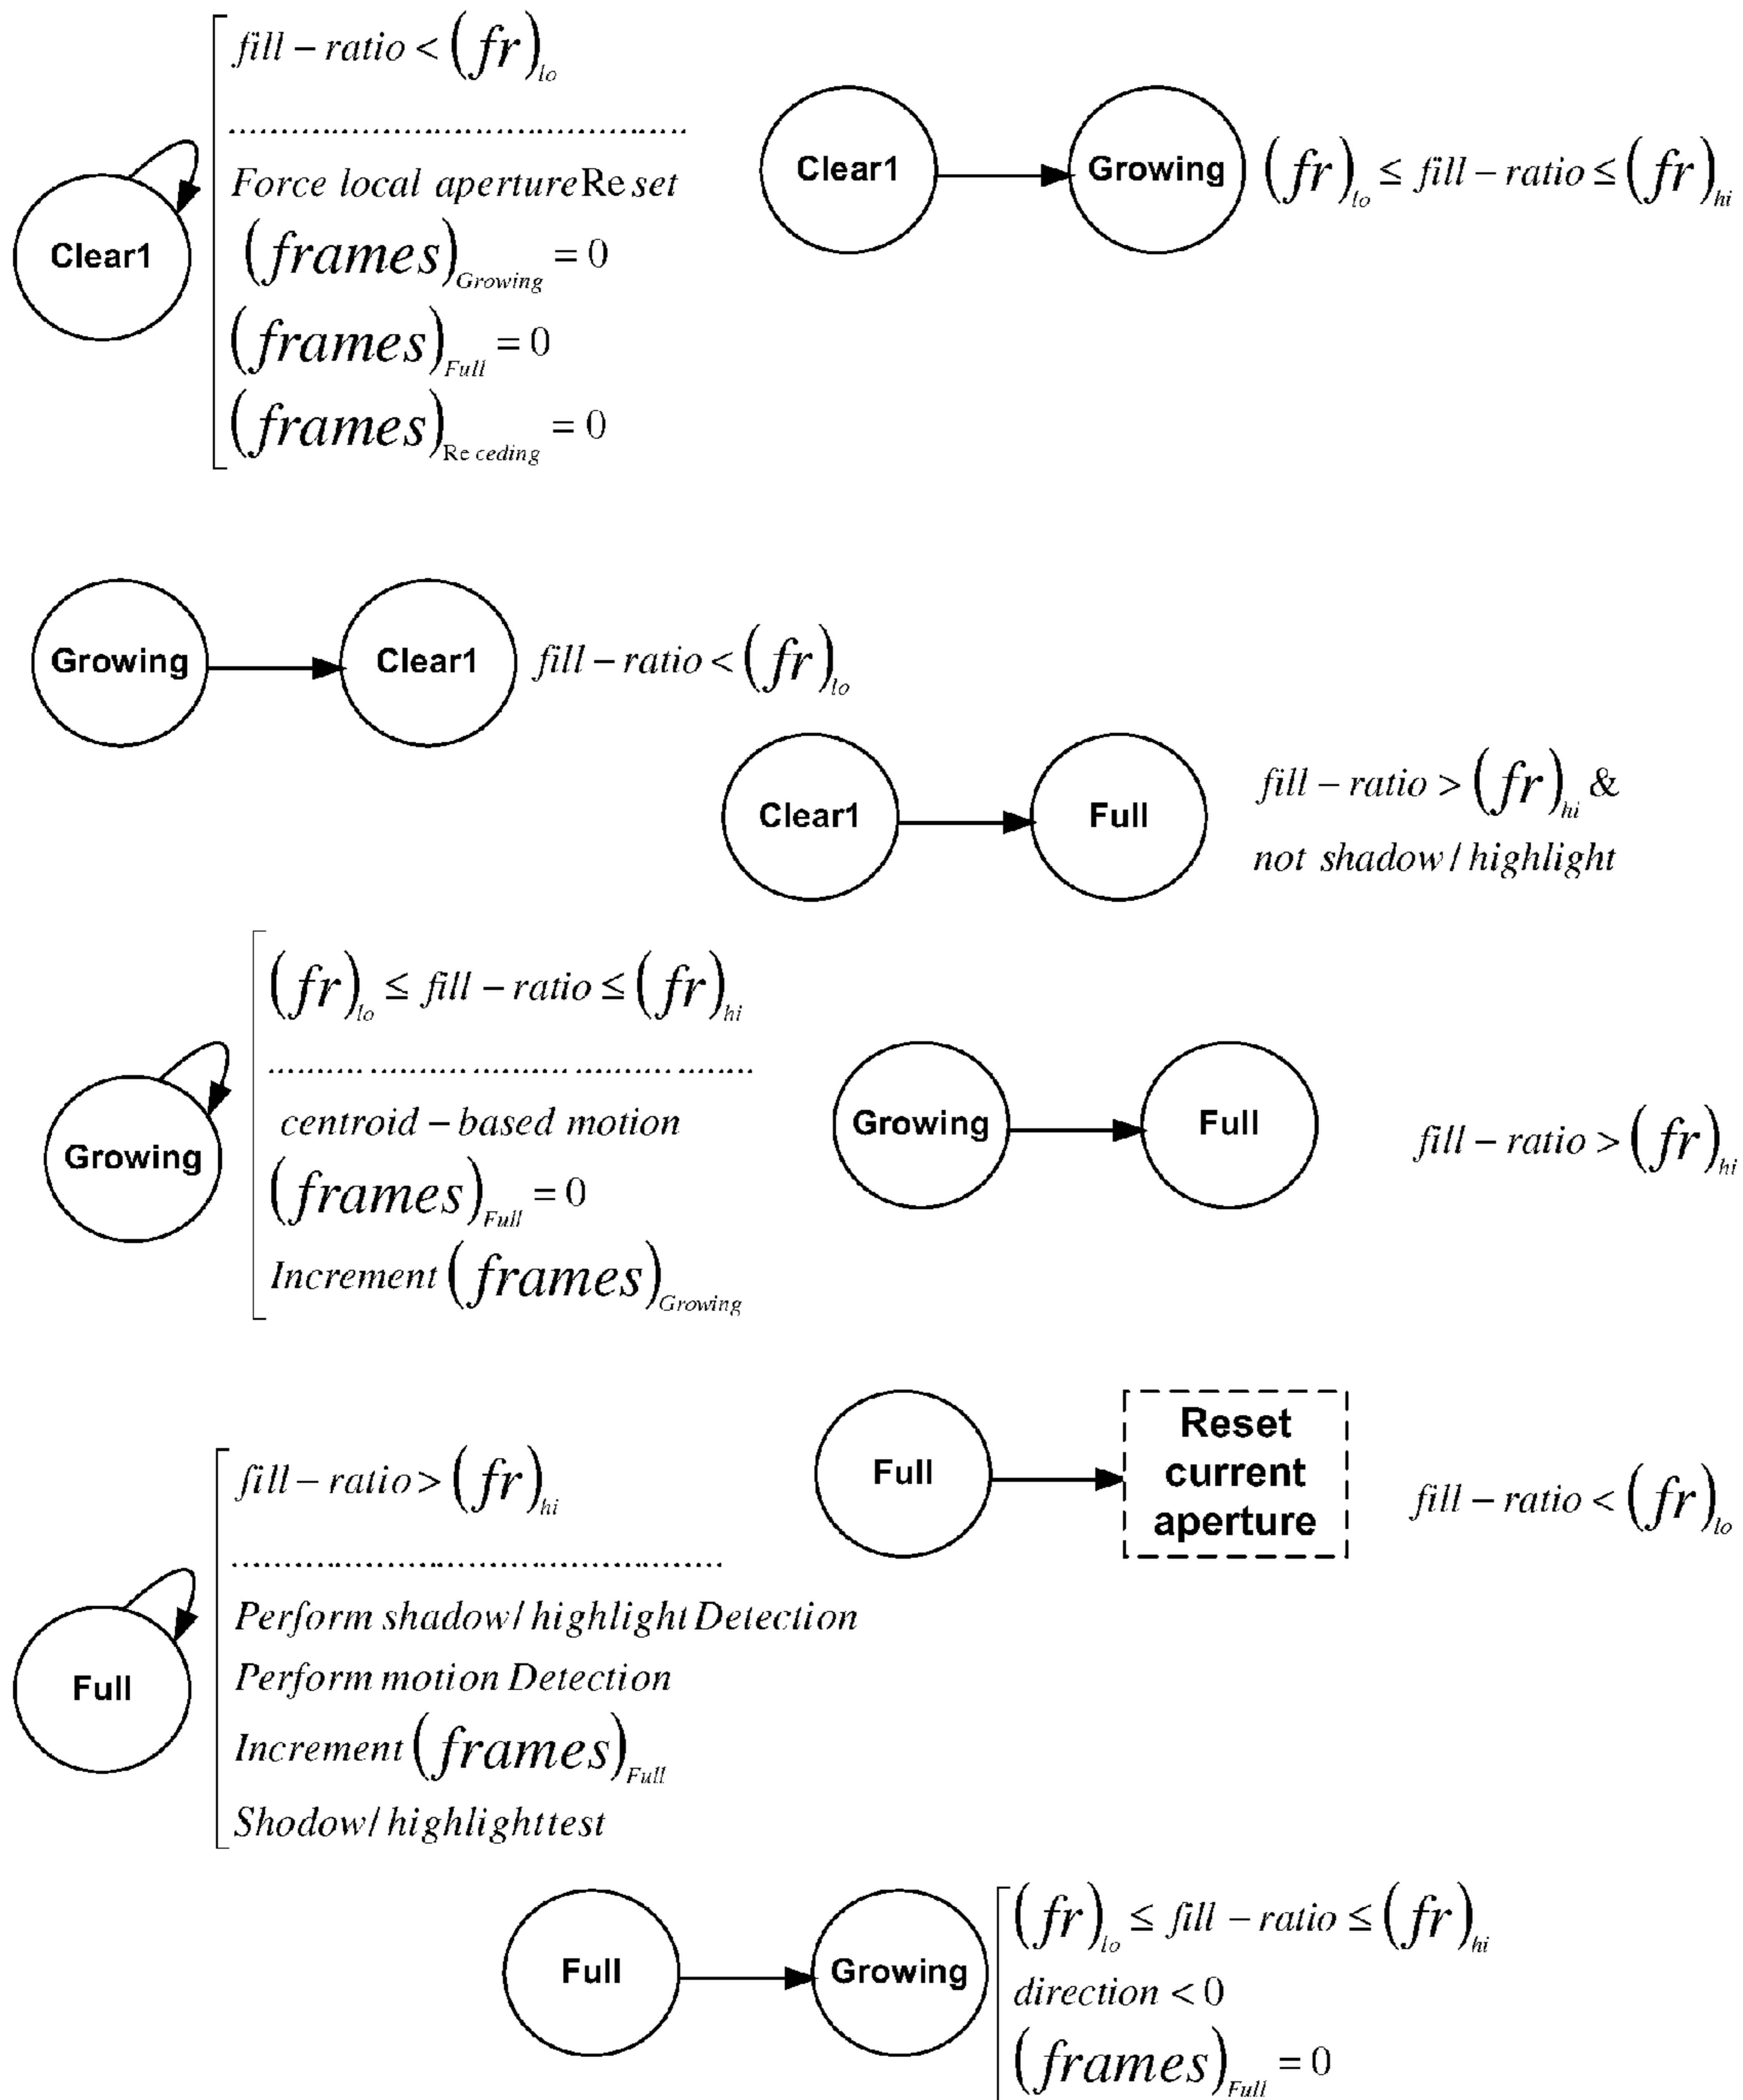 fill – ratio < (fr)lo
Force local aperture Re set
Clear1
(frames)Growing = 0
(frames)Full = 0
(frames)Re ceding = 0
Clear1 Growing (fr)lo ≤ fill – ratio ≤ (fr)hi
Growing Clear1 fill – ratio < (fr)lo
Clear1 Full fill – ratio > (fr)hi &
not shadow / highlight
(fr)lo ≤ fill – ratio ≤ (fr)hi
centroid – based motion
Growing
(frames)Full = 0
Increment (frames)Growing
Growing Full fill – ratio > (fr)hi
Full Reset current aperture fill – ratio < (fr)lo
fill – ratio > (fr)hi
Perform shadow / highlight Detection
Perform motion Detection
Full
Increment (frames)Full
Shodow / highlighttest
Full Growing (fr)lo ≤ fill – ratio ≤ (fr)hi
direction < 0
(frames)Full = 0